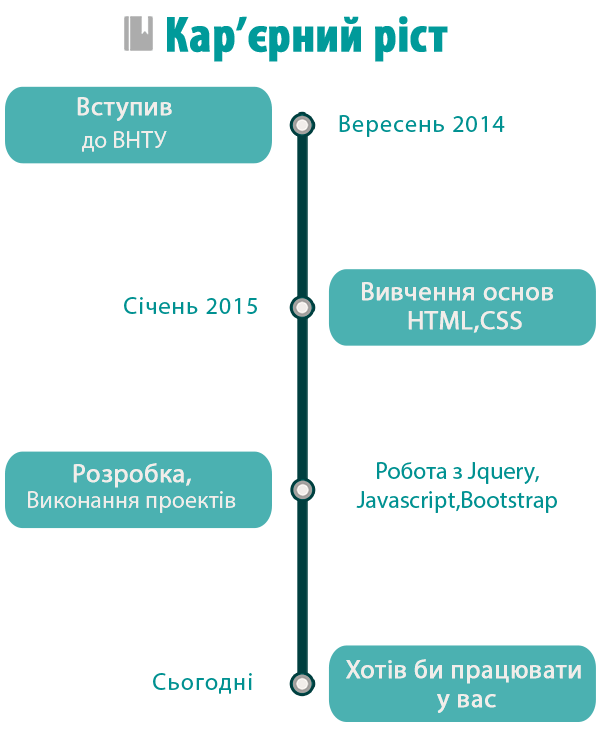 Кар’єрний ріст
Вступив
до ВНТУ
Вересень 2014
Січень 2015
Вивчення основ
HTML,CSS
Розробка,
Виконання проектів
Робота з Jquery,
Javascript,Bootstrap
Сьогодні
Хотів би працювати
у вас